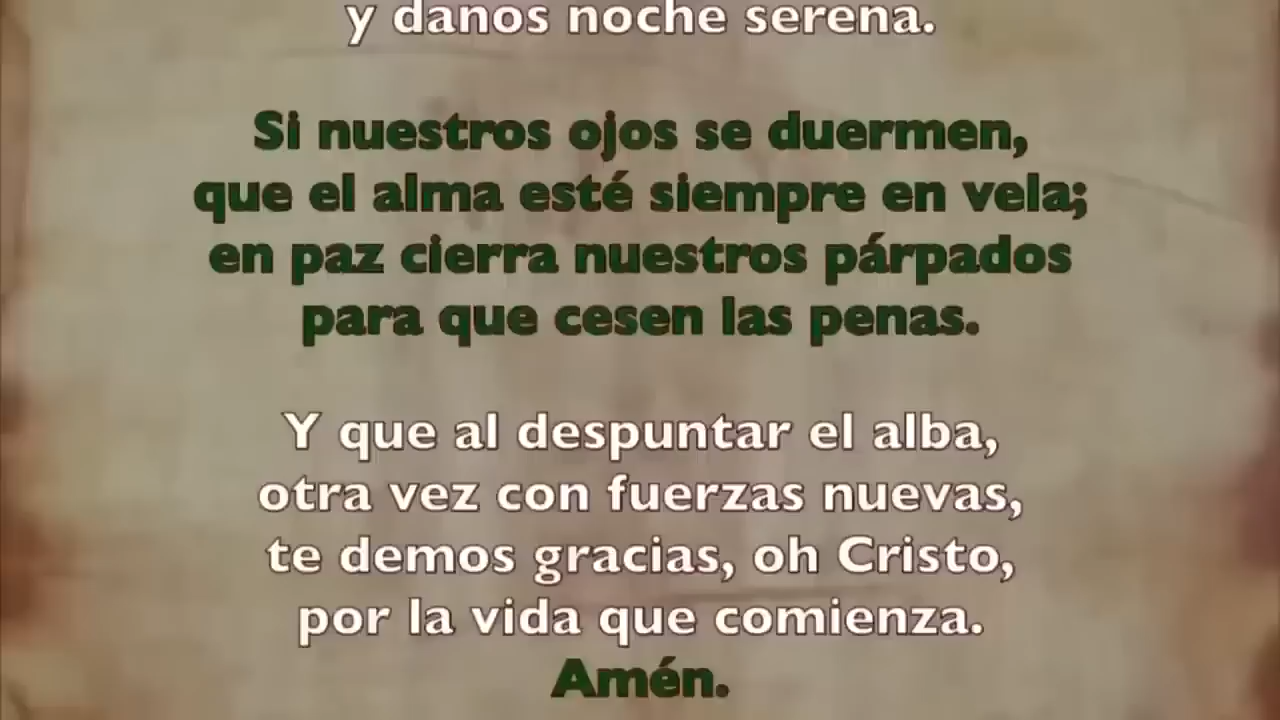 y danos noche serena.
Si nuestros ojos se duermen,
que el alma esté siempre en vela;
en paz cierra nuestros párpados
para que cesen las penas.
Y que al despuntar el alba,
otra vez con fuerzas nuevas,
te demos gracias, oh Cristo,
por la vida que comienza.
Amén.